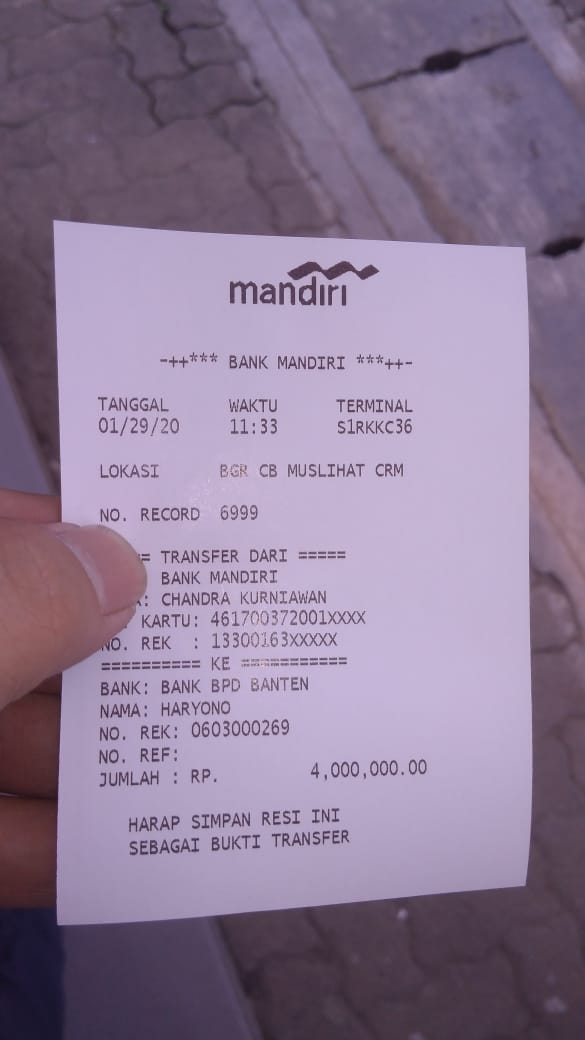 mandiri
-++*** BANK MANDIRI ***++-
TANGGAL WAKTU TERMINAL
01/29/20 11:33 S1RKKC36
LOKASI BGR CB MUSLIHAT CRM
NO. RECORD 6999
= TRANSFER DARI =====
BANK MANDIRI
: CHANDRA KURNIAWAN
KARTU: 461700372001XXXX
NO. REK : 13300163XXXXX
========== KE ===========
BANK: BANK BPD BANTEN
NAMA: HARYONO
NO. REK: 0603000269
NO. REF:
JUMLAH : RP. 4,000,000.00
HARAP SIMPAN RESI INI
SEBAGAI BUKTI TRANSFER